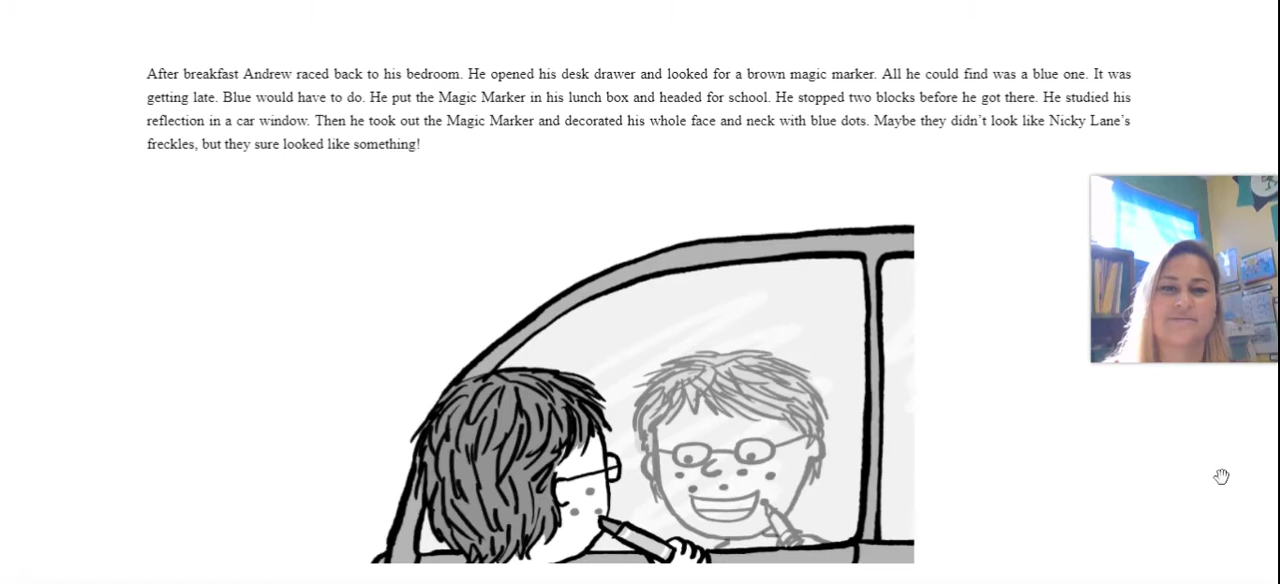 After breakfast Andrew raced back to his bedroom. He opened his desk drawer and looked for a brown magic marker. All he could find was a blue one. It was
getting late. Blue would have to do. He put the Magic Marker in his lunch box and headed for school. He stopped two blocks before he got there. He studied his
reflection in a car window. Then he took out the Magic Marker and decorated his whole face and neck with blue dots. Maybe they didn’t look like Nicky Lane’s
freckles, but they sure looked like something!